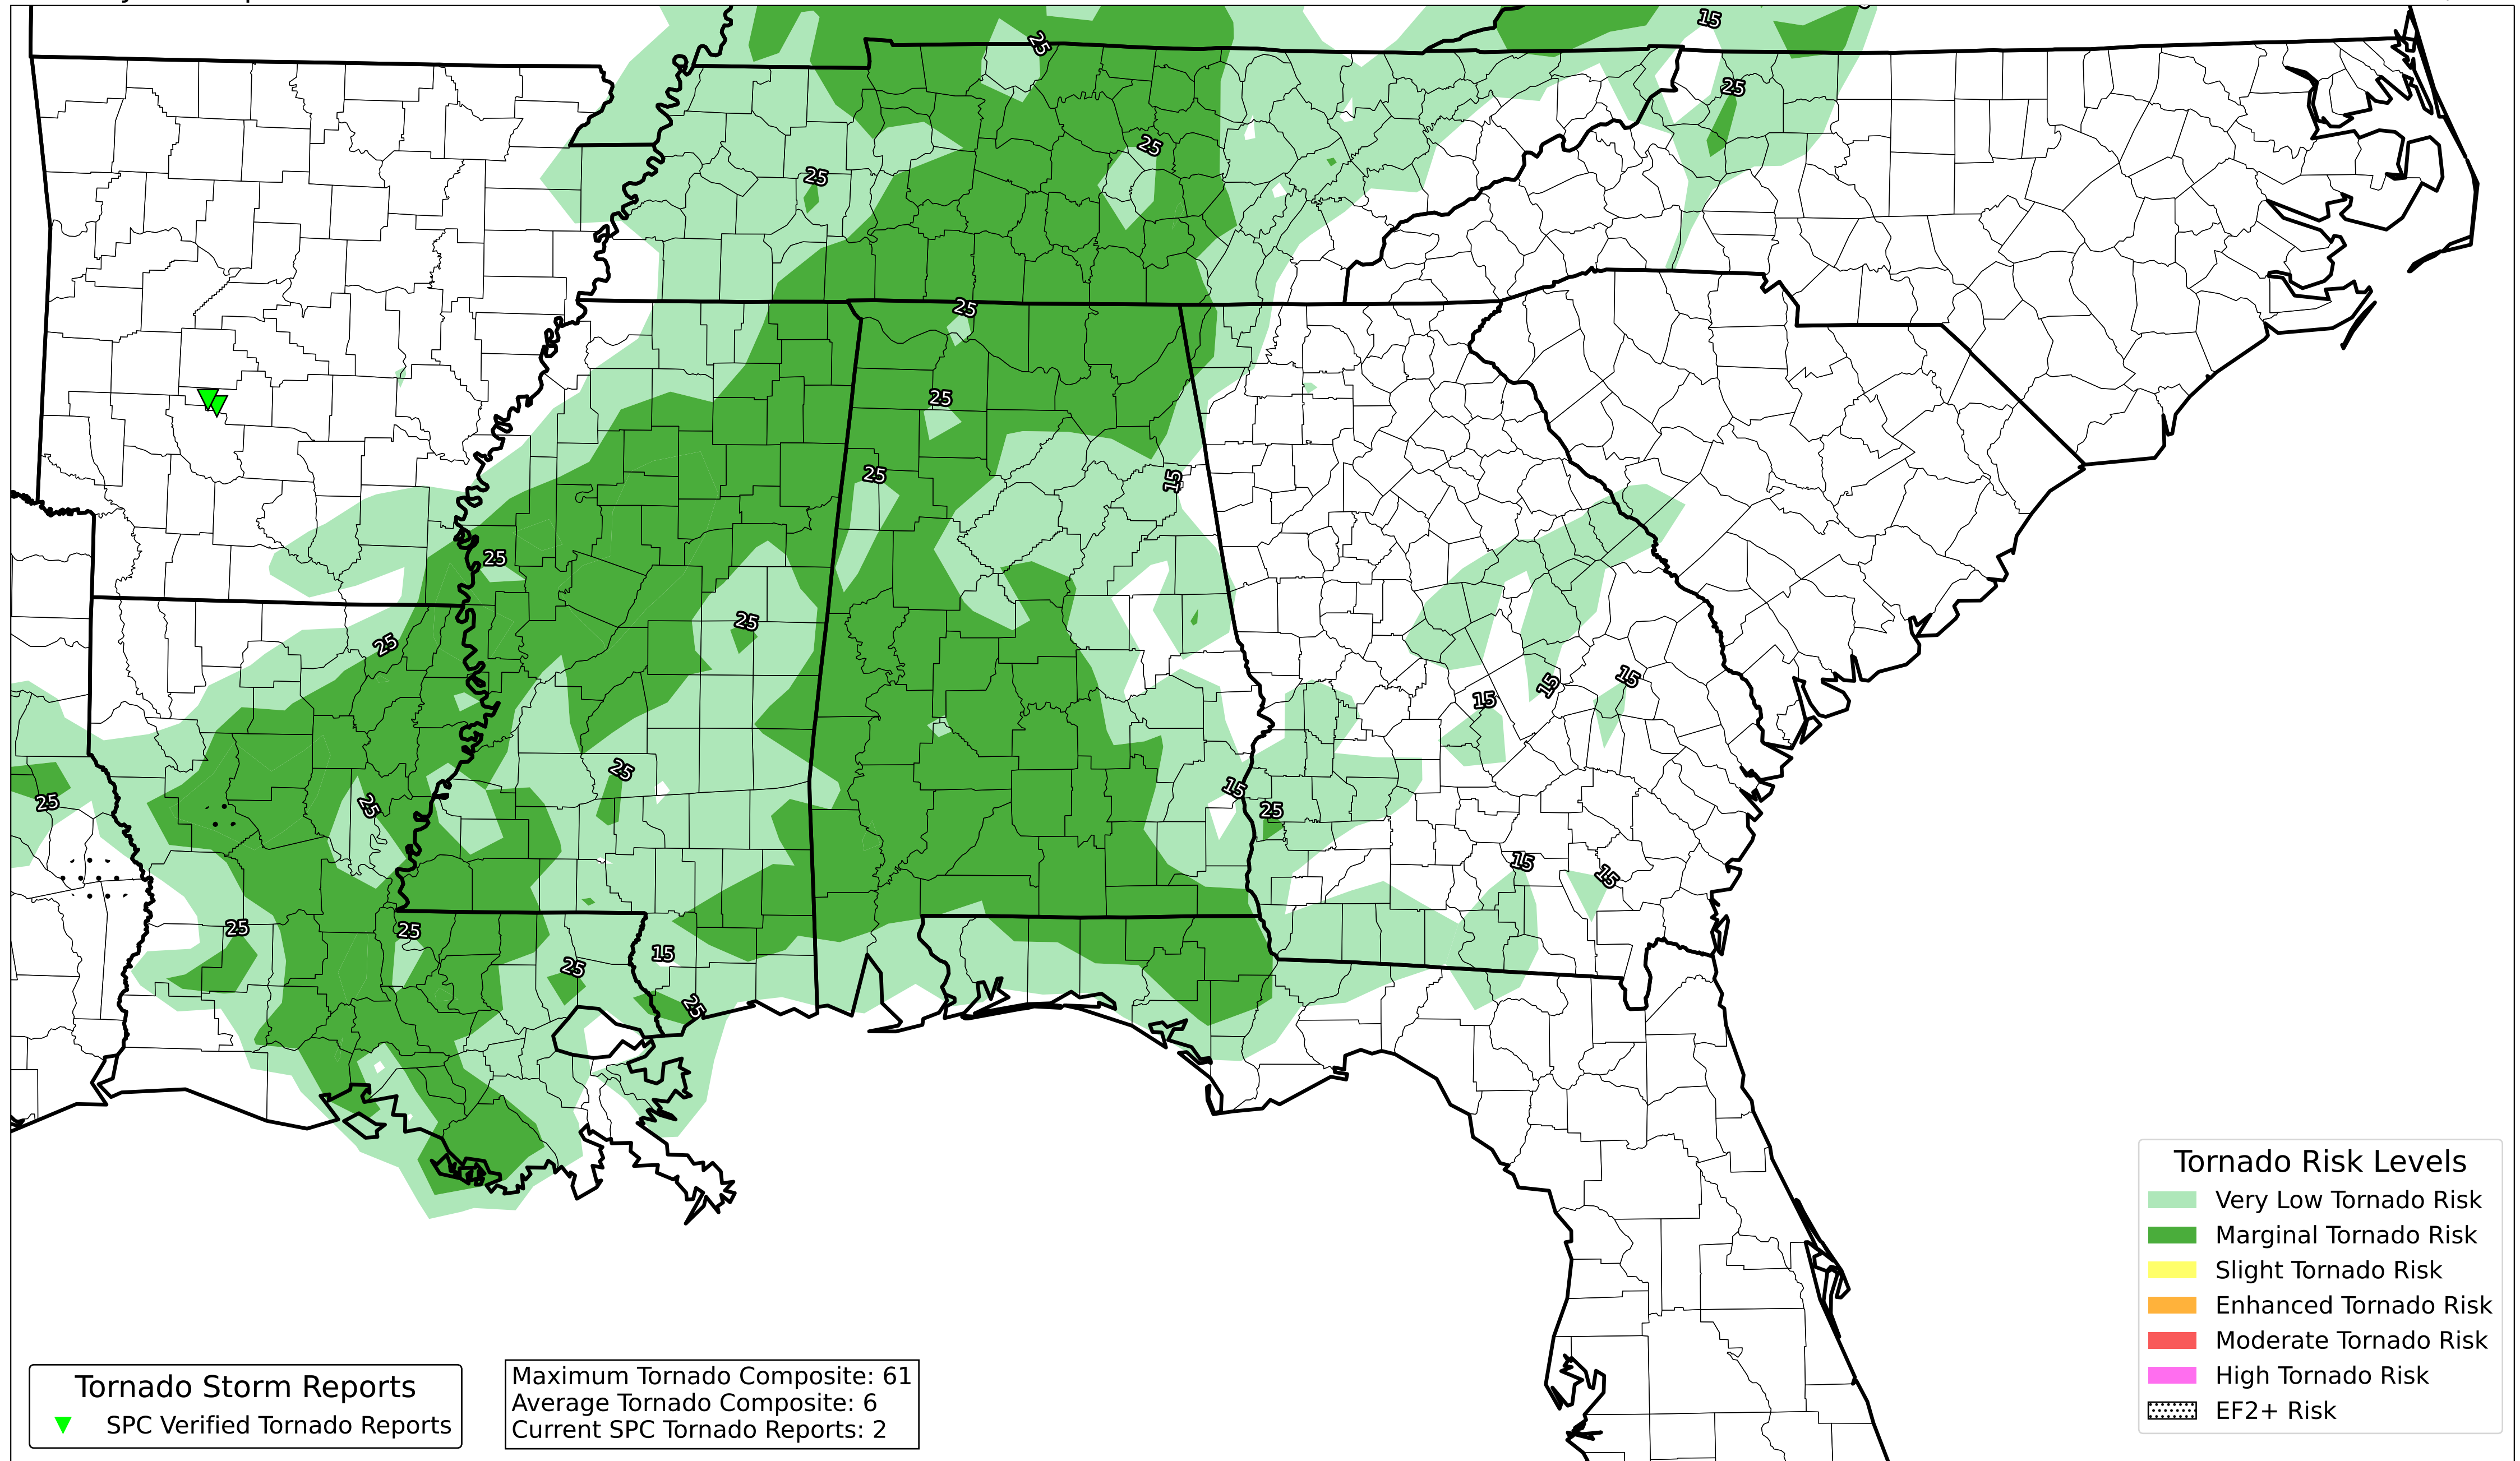 15
25
25
25
25
25
25
25
15
25
25
25
15
15
15
25
25
25
15
25
15
15
25
25
25
15
25
Tornado Risk Levels
Very Low Tornado Risk
Marginal Tornado Risk
Slight Tornado Risk
Enhanced Tornado Risk
Moderate Tornado Risk
High Tornado Risk
EF2+ Risk
Tornado Storm Reports
SPC Verified Tornado Reports
Maximum Tornado Composite: 61
Average Tornado Composite: 6
Current SPC Tornado Reports: 2